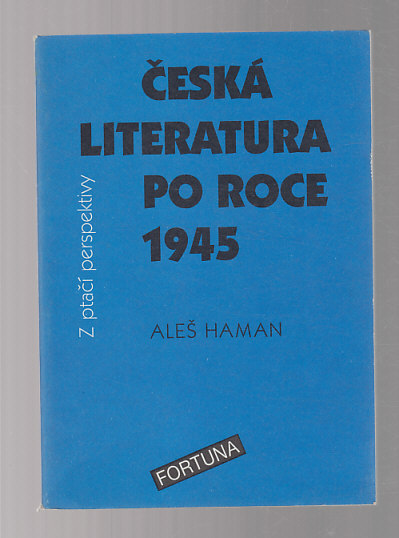 ČESKÁ
LITERATURA
PO ROCE
1945
Z ptačí perspektivy
ALEŠ HAMAN
FORTUNA